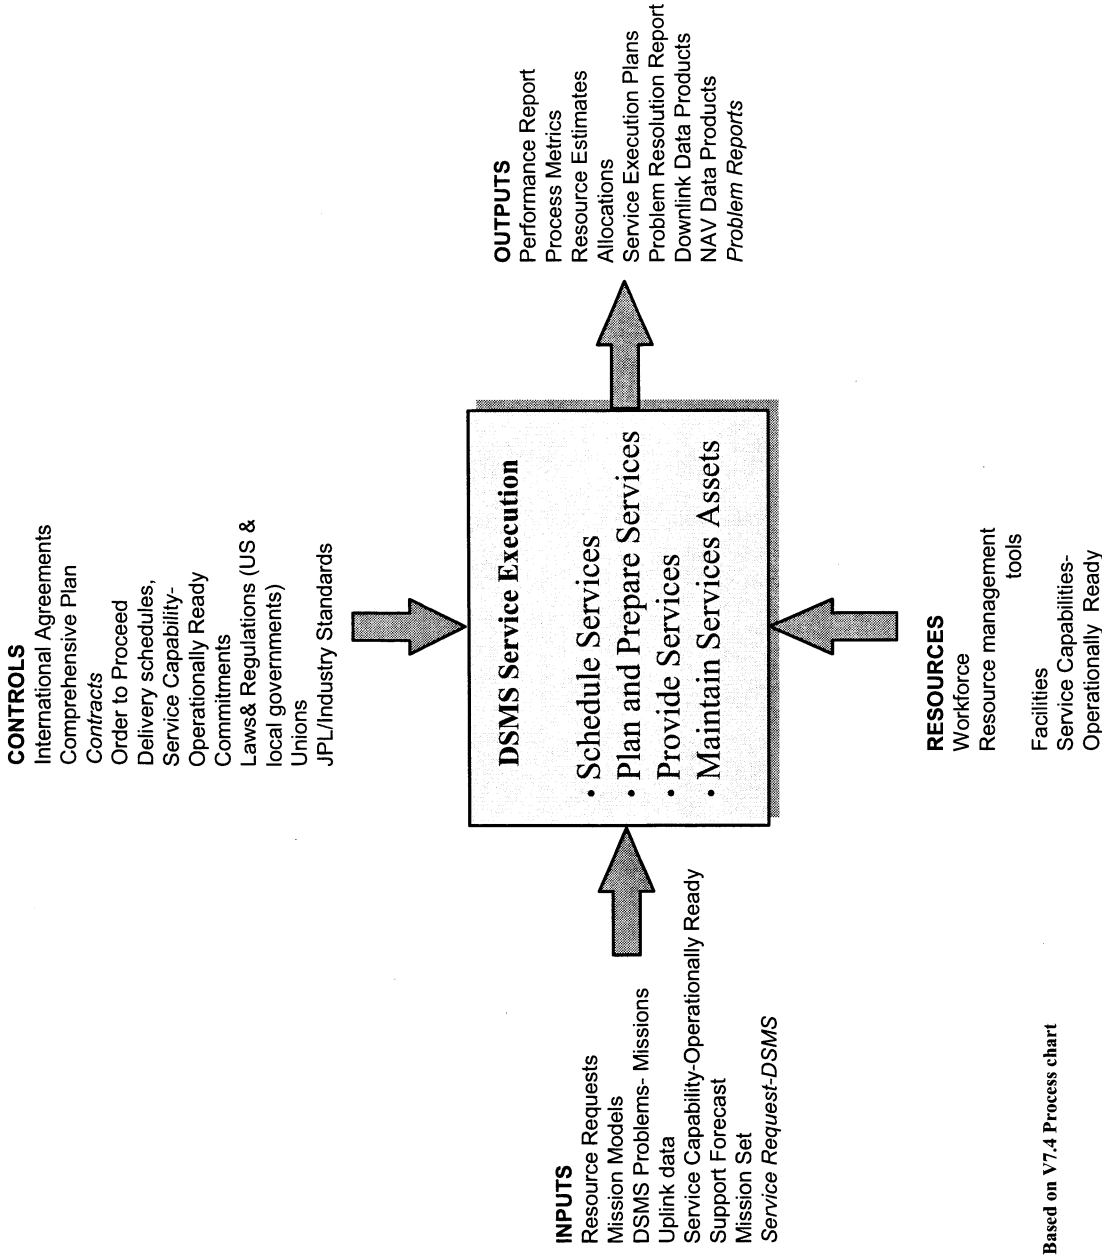 CONTROLS
International Agreements
Comprehensive Plan
Contracts
Order to Proceed
Delivery schedules,
Service Capability-
Operationally Ready
Commitments
Laws& Regulations (US &
local governments)
Unions
JPL/Industry Standards
INPUTS
Resource Requests
Mission Models
DSMS Problems- Missions
Uplink data
Service Capability-Operationally Ready
Support Forecast
Mission Set
Service Request-DSMS
DSMS Service Execution
• Schedule Services
• Plan and Prepare Services
• Provide Services
• Maintain Services Assets
OUTPUTS
Performance Report
Process Metrics
Resource Estimates
Allocations
Service Execution Plans
Problem Resolution Report
Downlink Data Products
NAV Data Products
Problem Reports
RESOURCES
Workforce
Resource management
tools
Facilities
Service Capabilities-
Operationally Ready
Based on V7.4 Process chart